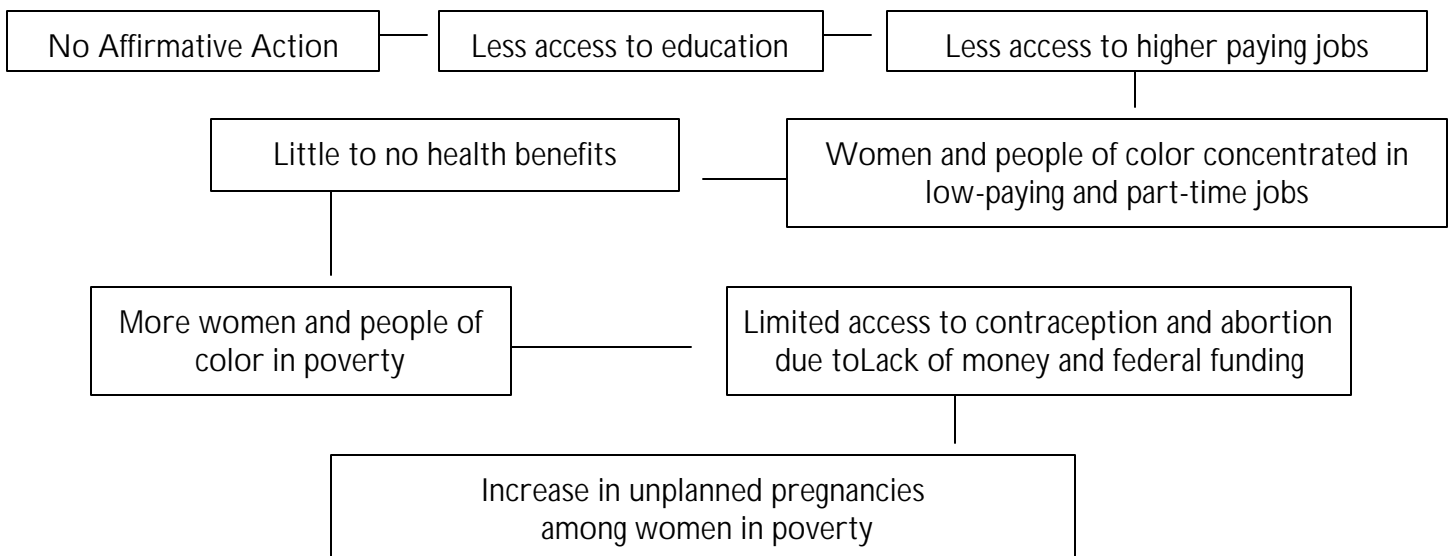 No Affirmative Action
Less access to education
Less access to higher paying jobs
Women and people of color concentrated in
low-paying and part-time jobs
Little to no health benefits
More women and people of
color in poverty
Limited access to contraception and abortion
due toLack of money and federal funding
Increase in unplanned pregnancies
among women in poverty